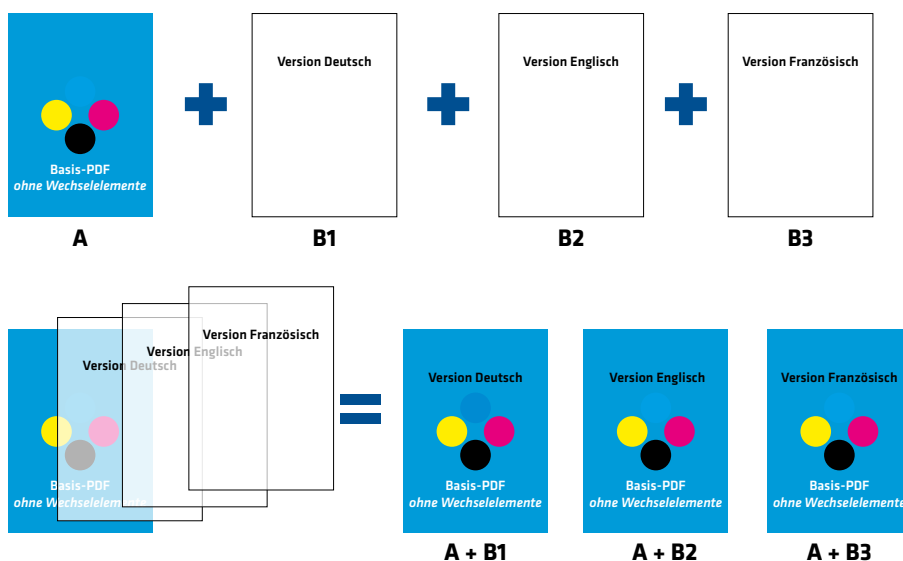 Basis-PDF
ohne Wechselelemente
Version Deutsch
Version Englisch
Version Französisch
A
B1
B2
B3
Version Deutsch
Version Englisch
Version Französisch
Basis-PDF
ohne Wechselelemente
Version Deutsch
Basis-PDF
ohne Wechselelemente
Version Englisch
Basis-PDF
ohne Wechselelemente
Version Französisch
Basis-PDF
ohne Wechselelemente
A + B1
A + B2
A + B3